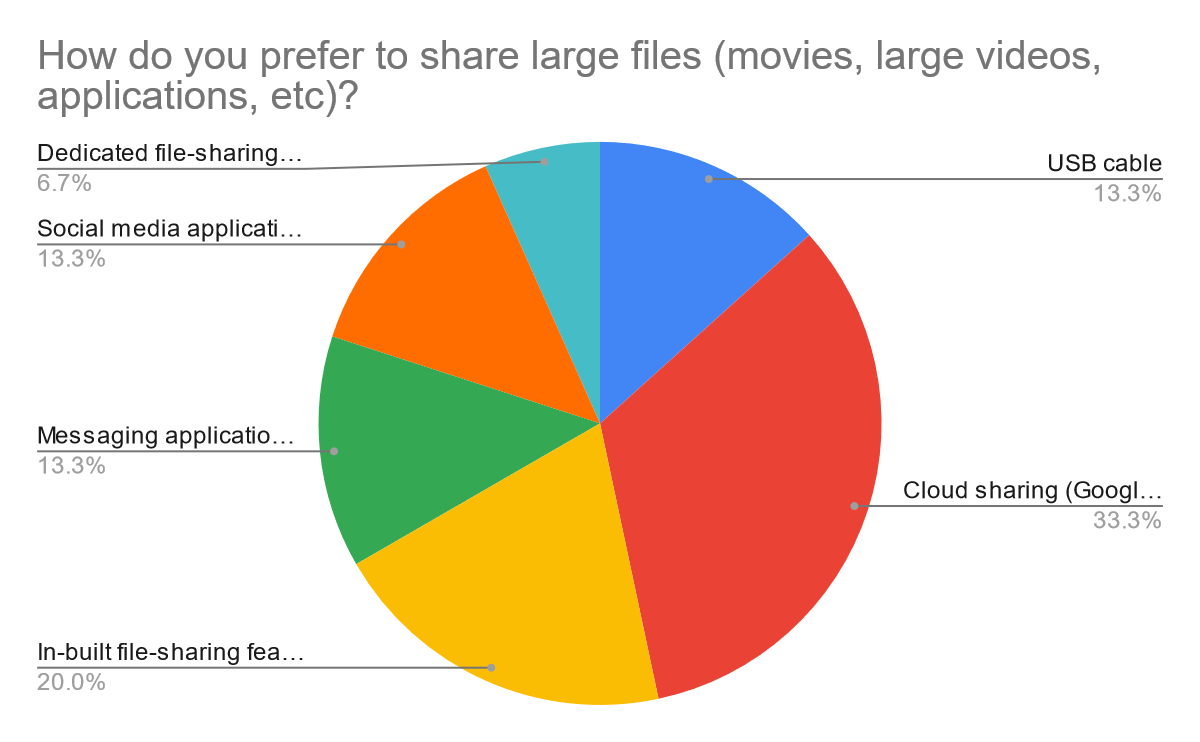 How do you prefer to share large files (movies, large videos,
applications, etc)?
Dedicated file-sharing…
6.7%
USB cable
13.3%
Social media applicati…
13.3%
Messaging applicatio…
13.3%
Cloud sharing (Googl…
33.3%
In-built file-sharing fea…
20.0%